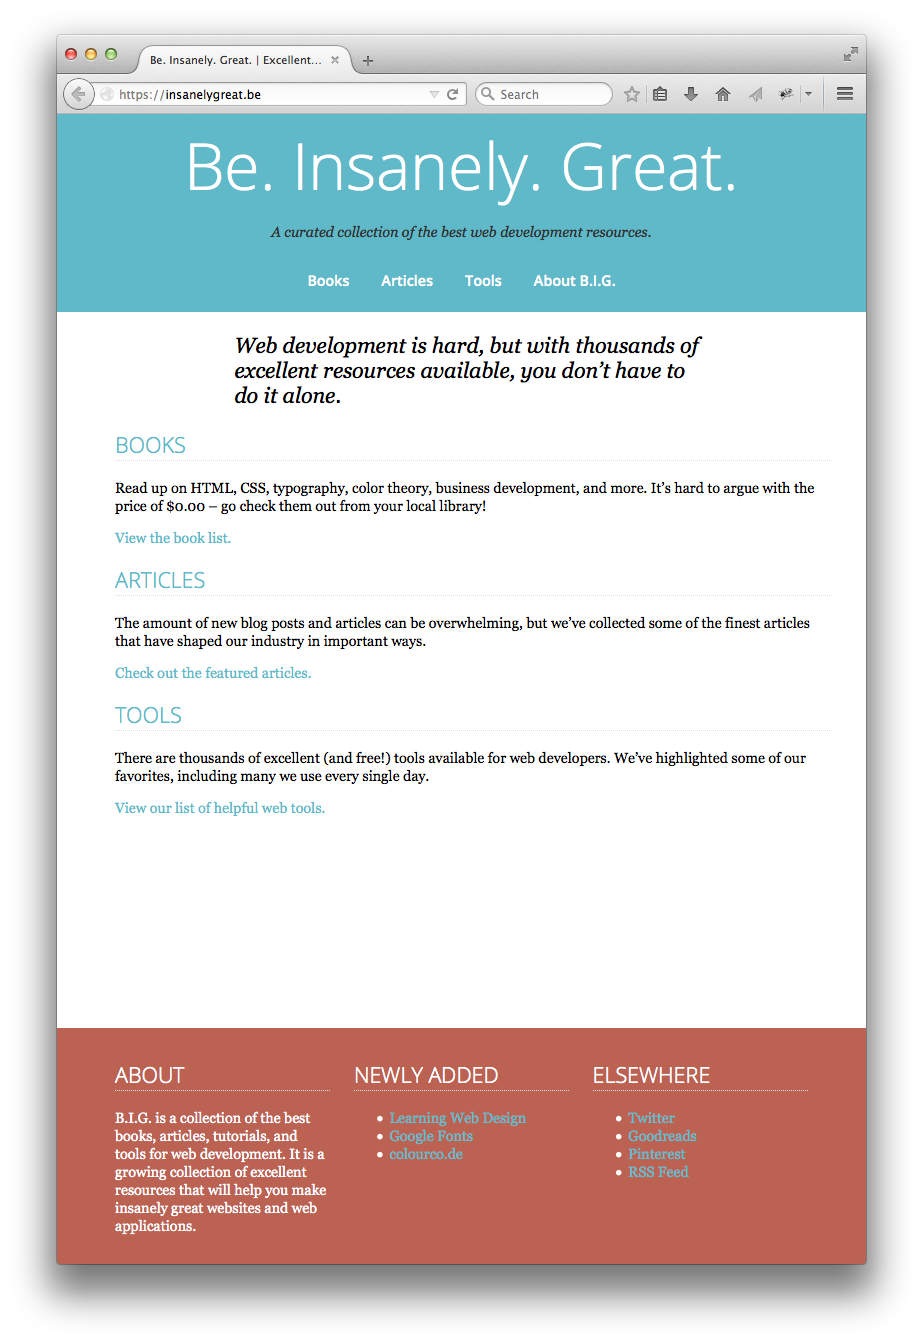 Be. Insanely. Great. | Excellent...
https://insanelygreat.be
Search
Be. Insanely. Great.
A curated collection of the best web development resources.
Books Articles Tools About B.I.G.
Web development is hard, but with thousands of
excellent resources available, you don’t have to
do it alone.
BOOKS
Read up on HTML, CSS, typography, color theory, business development, and more. It’s hard to argue with the
price of $0.00 – go check them out from your local library!
View the book list.
ARTICLES
The amount of new blog posts and articles can be overwhelming, but we’ve collected some of the finest articles
that have shaped our industry in important ways.
Check out the featured articles.
TOOLS
There are thousands of excellent (and free!) tools available for web developers. We’ve highlighted some of our
favorites, including many we use every single day.
View our list of helpful web tools.
ABOUT
B.I.G. is a collection of the best
books, articles, tutorials, and
tools for web development. It is a
growing collection of excellent
resources that will help you make
insanely great websites and web
applications.
NEWLY ADDED
• Learning Web Design
• Google Fonts
• colourco.de
ELSEWHERE
• Twitter
• Goodreads
• Pinterest
• RSS Feed